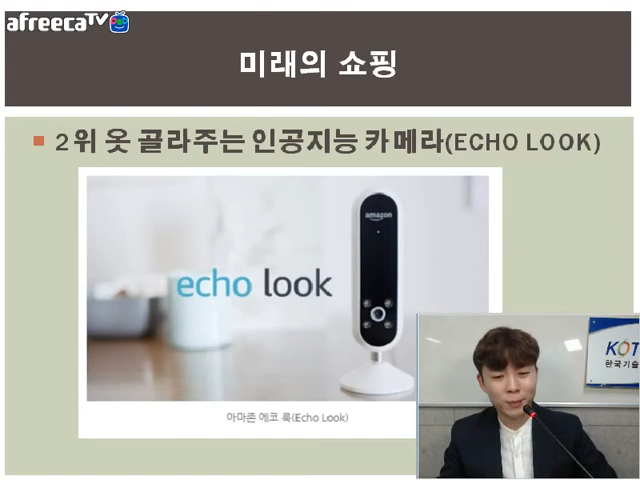 afreecaTV
미래의 쇼핑
2위 옷 골라주는 인공지능 카메라(ECHO LOOK)
amazon
echo look
아마존 에코 룩(Echo Look)
KOT
한국기술